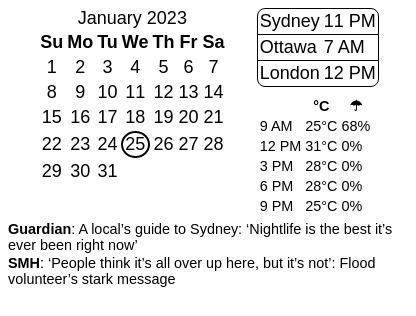 January 2023
Su Mo Tu We Th Fr Sa
1 2 3 4 5 6 7
8 9 10 11 12 13 14
15 16 17 18 19 20 21
22 23 24 25 26 27 28
29 30 31
Sydney 11 PM
Ottawa 7 AM
London 12 PM
°C ☂
9 AM 25°C 68%
12 PM 31°C 0%
3 PM 28°C 0%
6 PM 28°C 0%
9 PM 25°C 0%
Guardian: A local’s guide to Sydney: ‘Nightlife is the best it’s
ever been right now’
SMH: ‘People think it’s all over up here, but it’s not’: Flood
volunteer’s stark message